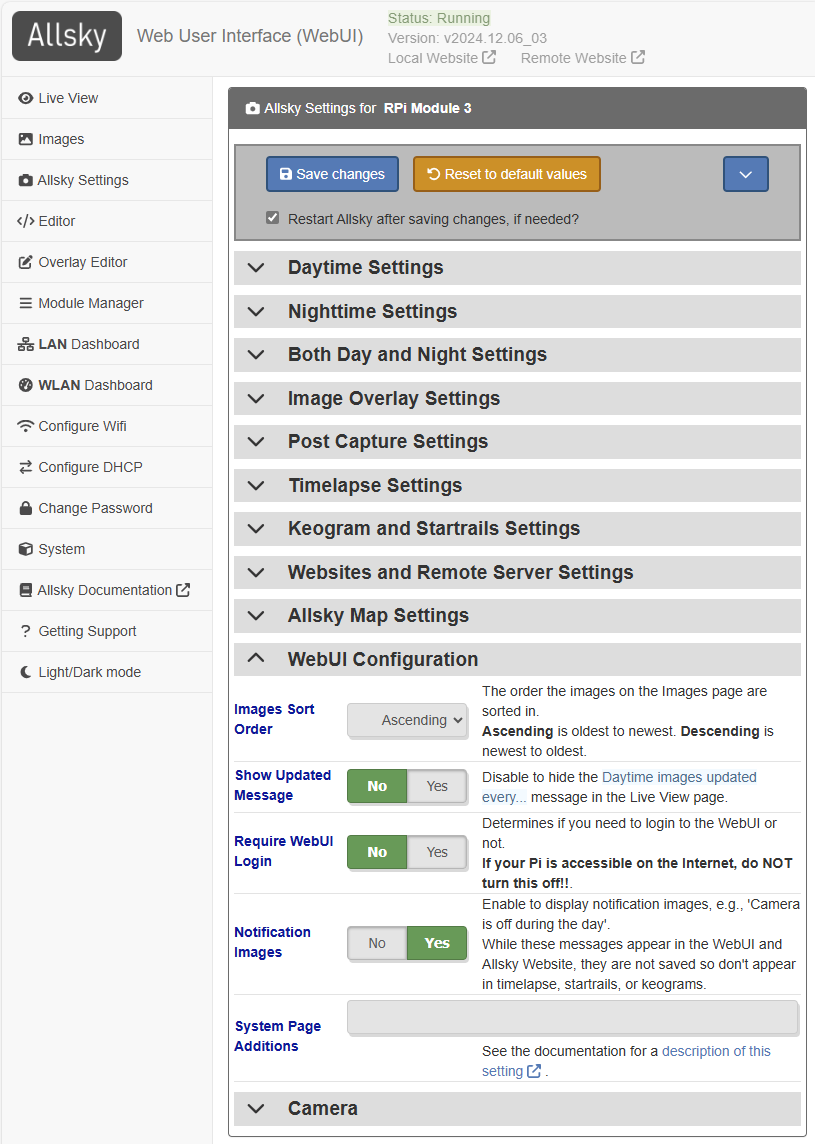 Allsky
Web User Interface (WebUI)
Status: Running
Version: v2024.12.06_03
Local Website
Remote Website
Live View
Images
Allsky Settings
Editor
Overlay Editor
Module Manager
LAN Dashboard
WLAN Dashboard
Configure Wifi
Configure DHCP
Change Password
System
Allsky Documentation
Getting Support
Light/Dark mode
Allsky Settings for RPi Module 3
Save changes
Reset to default values
Restart Allsky after saving changes, if needed?
Daytime Settings
Nighttime Settings
Both Day and Night Settings
Image Overlay Settings
Post Capture Settings
Timelapse Settings
Keogram and Startrails Settings
Websites and Remote Server Settings
Allsky Map Settings
WebUI Configuration
Images Sort
Order
Ascending
The order the images on the Images page are
sorted in.
Ascending is oldest to newest. Descending is
newest to oldest.
Show Updated
Message
No Yes
Disable to hide the Daytime images updated
every... message in the Live View page.
Require WebUI
Login
No Yes
Determines if you need to login to the WebUI or
not.
If your Pi is accessible on the Internet, do NOT
turn this off!!.
Notification
Images
No Yes
Enable to display notification images, e.g., 'Camera
is off during the day'.
While these messages appear in the WebUI and
Allsky Website, they are not saved so don't appear
in timelapse, startrails, or keograms.
System Page
Additions
See the documentation for a description of this
setting .
Camera